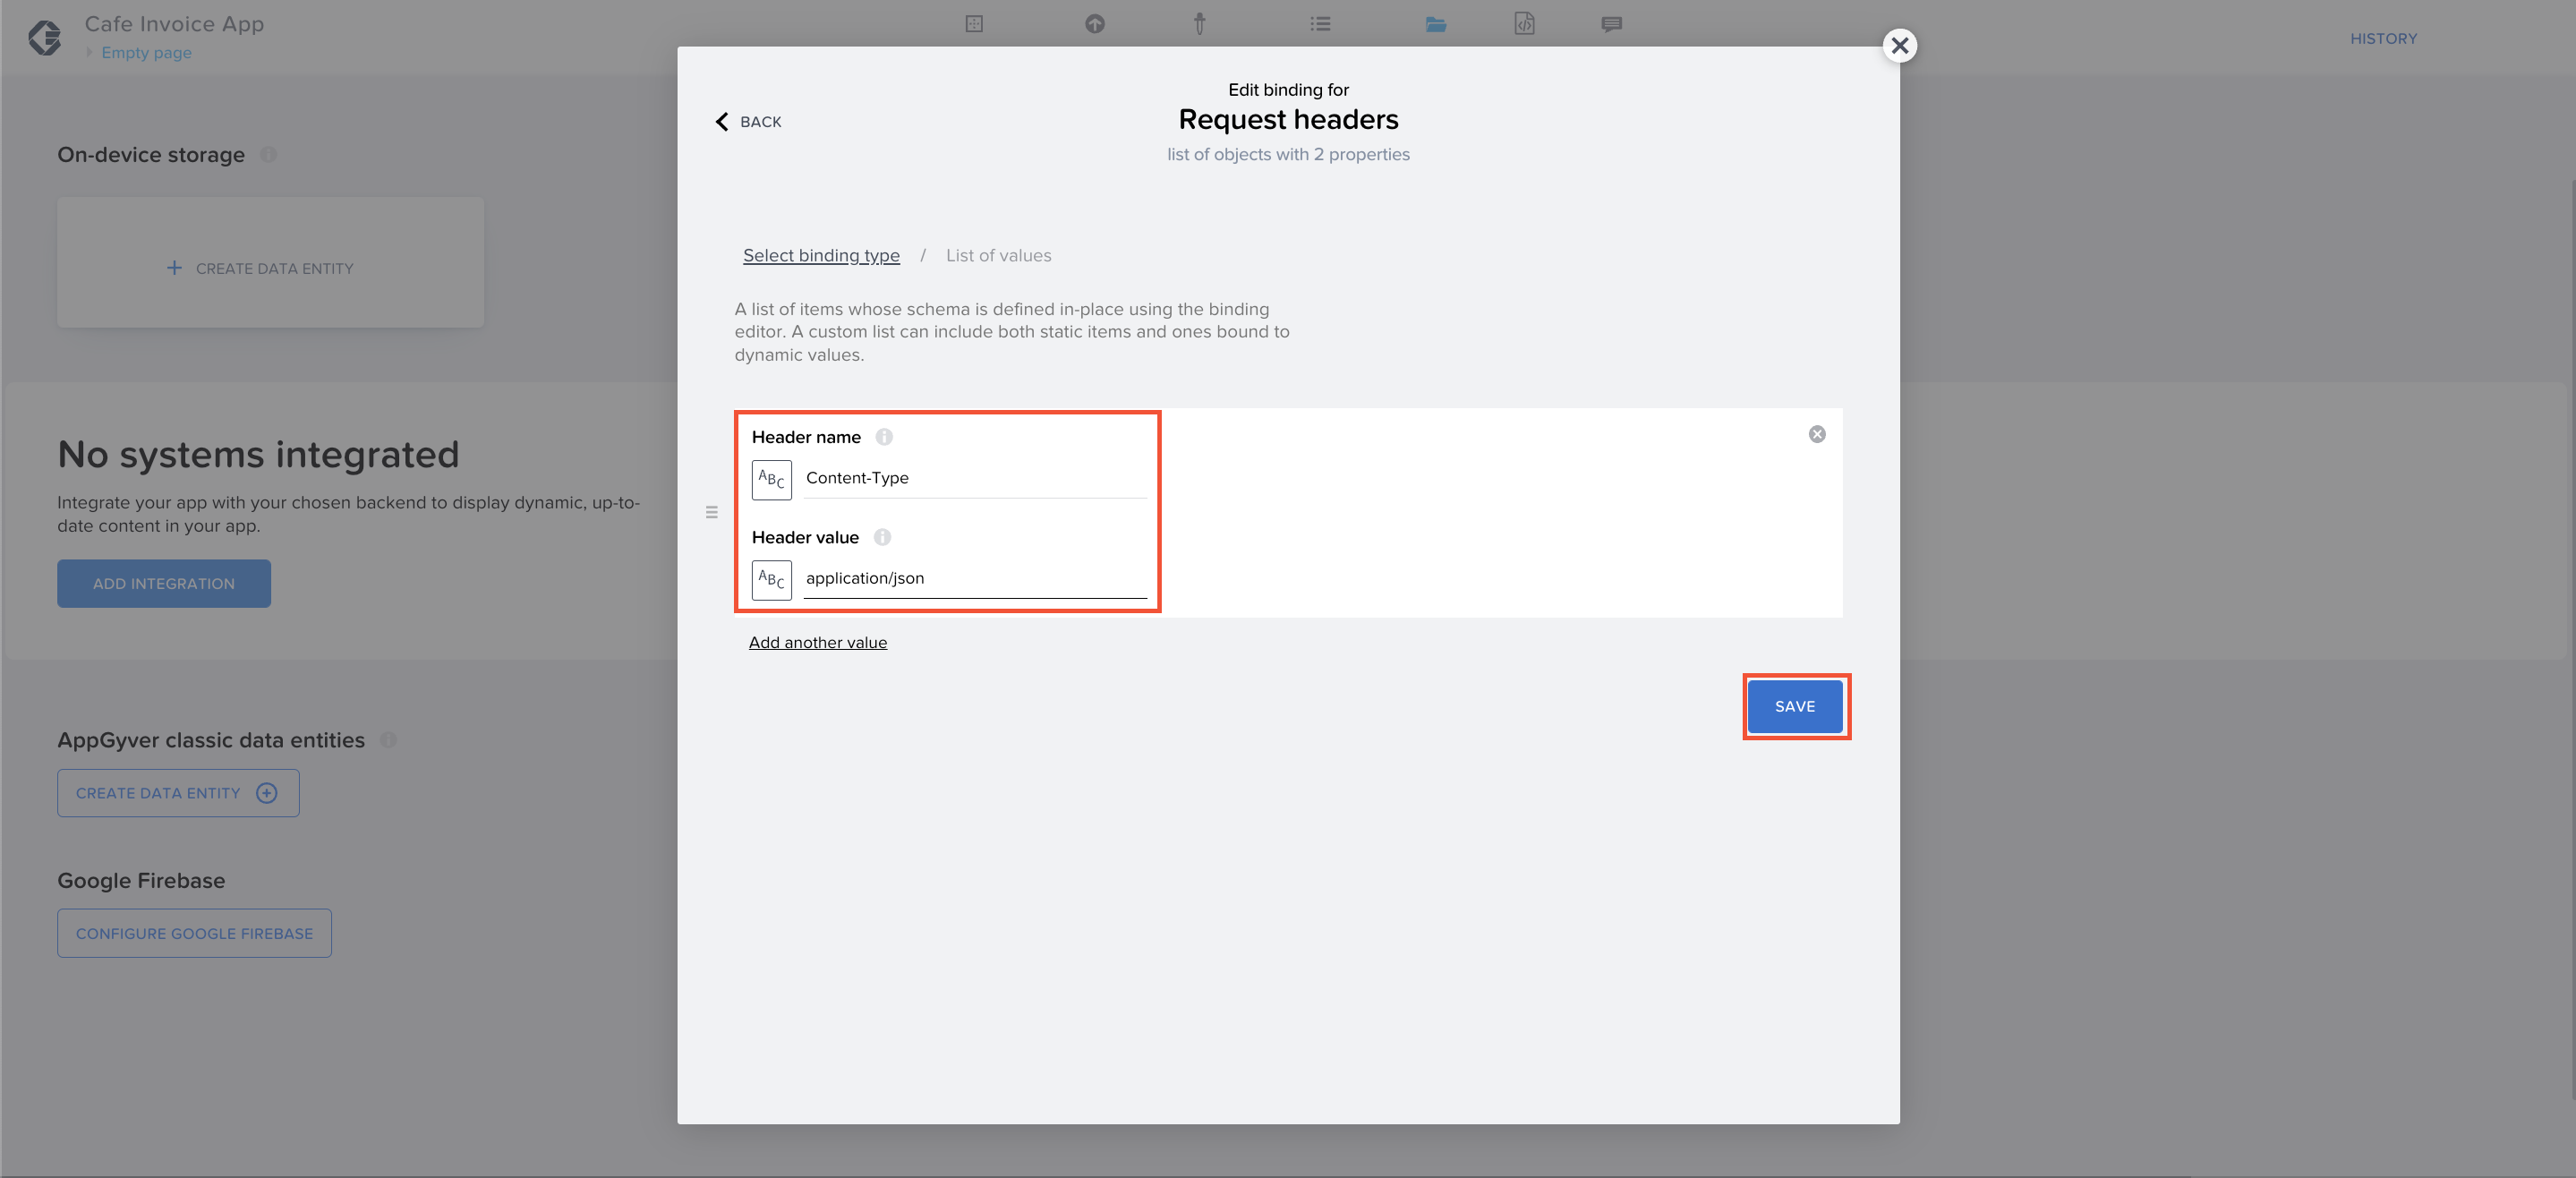 Cafe Invoice App
Empty page
HISTORY
On-device storage
+ CREATE DATA ENTITY
No systems integrated
Integrate your app with your chosen backend to display dynamic, up-to-
date content in your app.
ADD INTEGRATION
AppGyver classic data entities
CREATE DATA ENTITY
Google Firebase
CONFIGURE GOOGLE FIREBASE
BACK
Edit binding for
Request headers
list of objects with 2 properties
Select binding type / List of values
A list of items whose schema is defined in-place using the binding
editor. A custom list can include both static items and ones bound to
dynamic values.
Header name
ABC Content-Type
Header value
ABC application/json
Add another value
SAVE